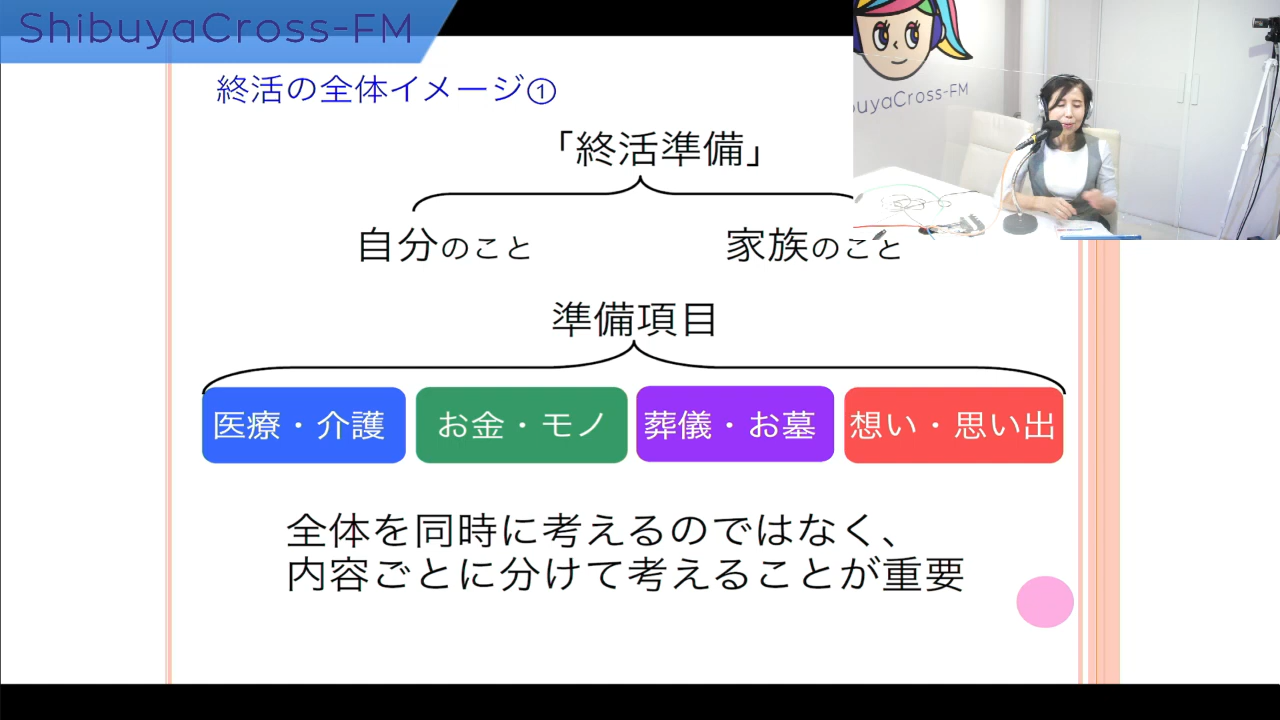 ShibuyaCross-FM
終活の全体イメージ①
「終活準備」
自分のこと
家族のこと
準備項目
医療・介護
お金・モノ
葬儀・お墓
想い・思い出
全体を同時に考えるのではなく、
内容ごとに分けて考えることが重要
buyaCross-FM